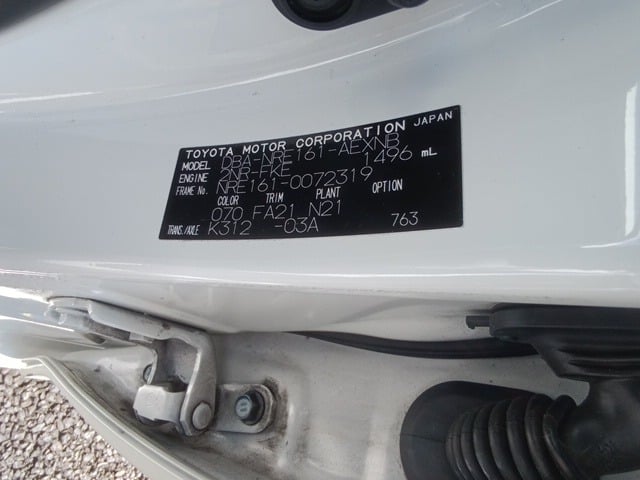 TOYOTA MOTOR CORPORATION JAPAN
MODEL DBA-NRE161-AEXNB
ENGINE 2NR-FKE 1496 mL
FRAME No. NRE161-0072319
COLOR TRIM PLANT OPTION
070 FA21 N21
TRANS./AXLE K312 -03A 763